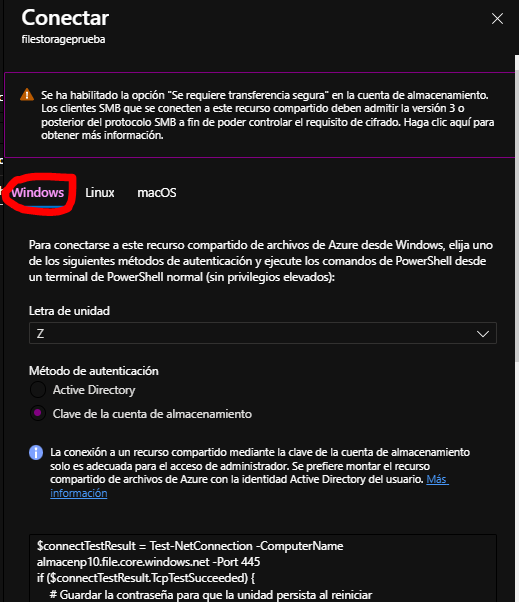 Conectar
filestorageprueba
Se ha habilitado la opción "Se requiere transferencia segura" en la cuenta de almacenamiento.
Los clientes SMB que se conecten a este recurso compartido deben admitir la versión 3 o
posterior del protocolo SMB a fin de poder controlar el requisito de cifrado. Haga clic aquí para
obtener más información.
Windows Linux macOS
Para conectarse a este recurso compartido de archivos de Azure desde Windows, elija uno
de los siguientes métodos de autenticación y ejecute los comandos de PowerShell desde
un terminal de PowerShell normal (sin privilegios elevados):
Letra de unidad
Z
Método de autenticación
Active Directory
Clave de la cuenta de almacenamiento
La conexión a un recurso compartido mediante la clave de la cuenta de almacenamiento
solo es adecuada para el acceso de administrador. Se prefiere montar el recurso
compartido de archivos de Azure con la identidad Active Directory del usuario. Más
información
$connectTestResult = Test-NetConnection -ComputerName
almacenp10.file.core.windows.net -Port 445
if ($connectTestResult.TcpTestSucceeded) {
# Guardar la contraseña para que la unidad persista al reiniciar